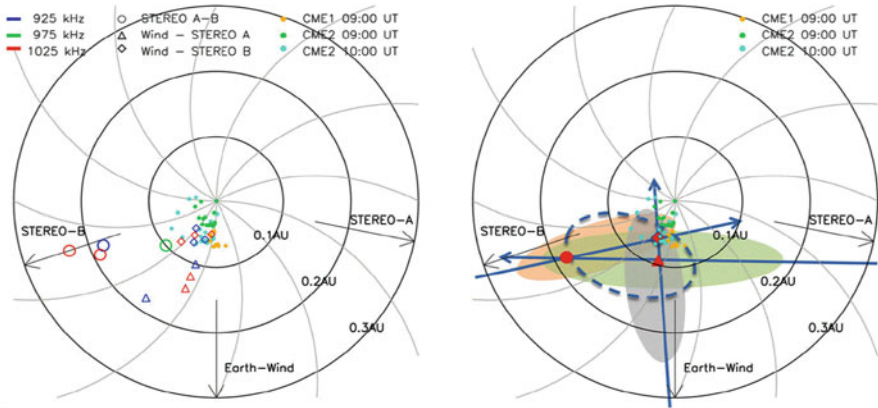 925 kHz STEREO A-B CME1 09:00 UT
975 kHz Wind - STEREO A CME2 09:00 UT
1025 kHz Wind - STEREO B CME2 10:00 UT
STEREO-A
STEREO-B
0.1AU
0.2AU
0.3AU
Earth-Wind
CME1 09:00 UT
CME2 09:00 UT
CME2 10:00 UT
STEREO-A
STEREO-B
0.1AU
0.2AU
0.3AU
Earth-Wind